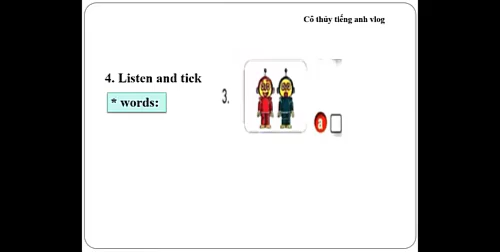 Cô thủy tiếng anh vlog
4. Listen and tick
* words:
3.
a